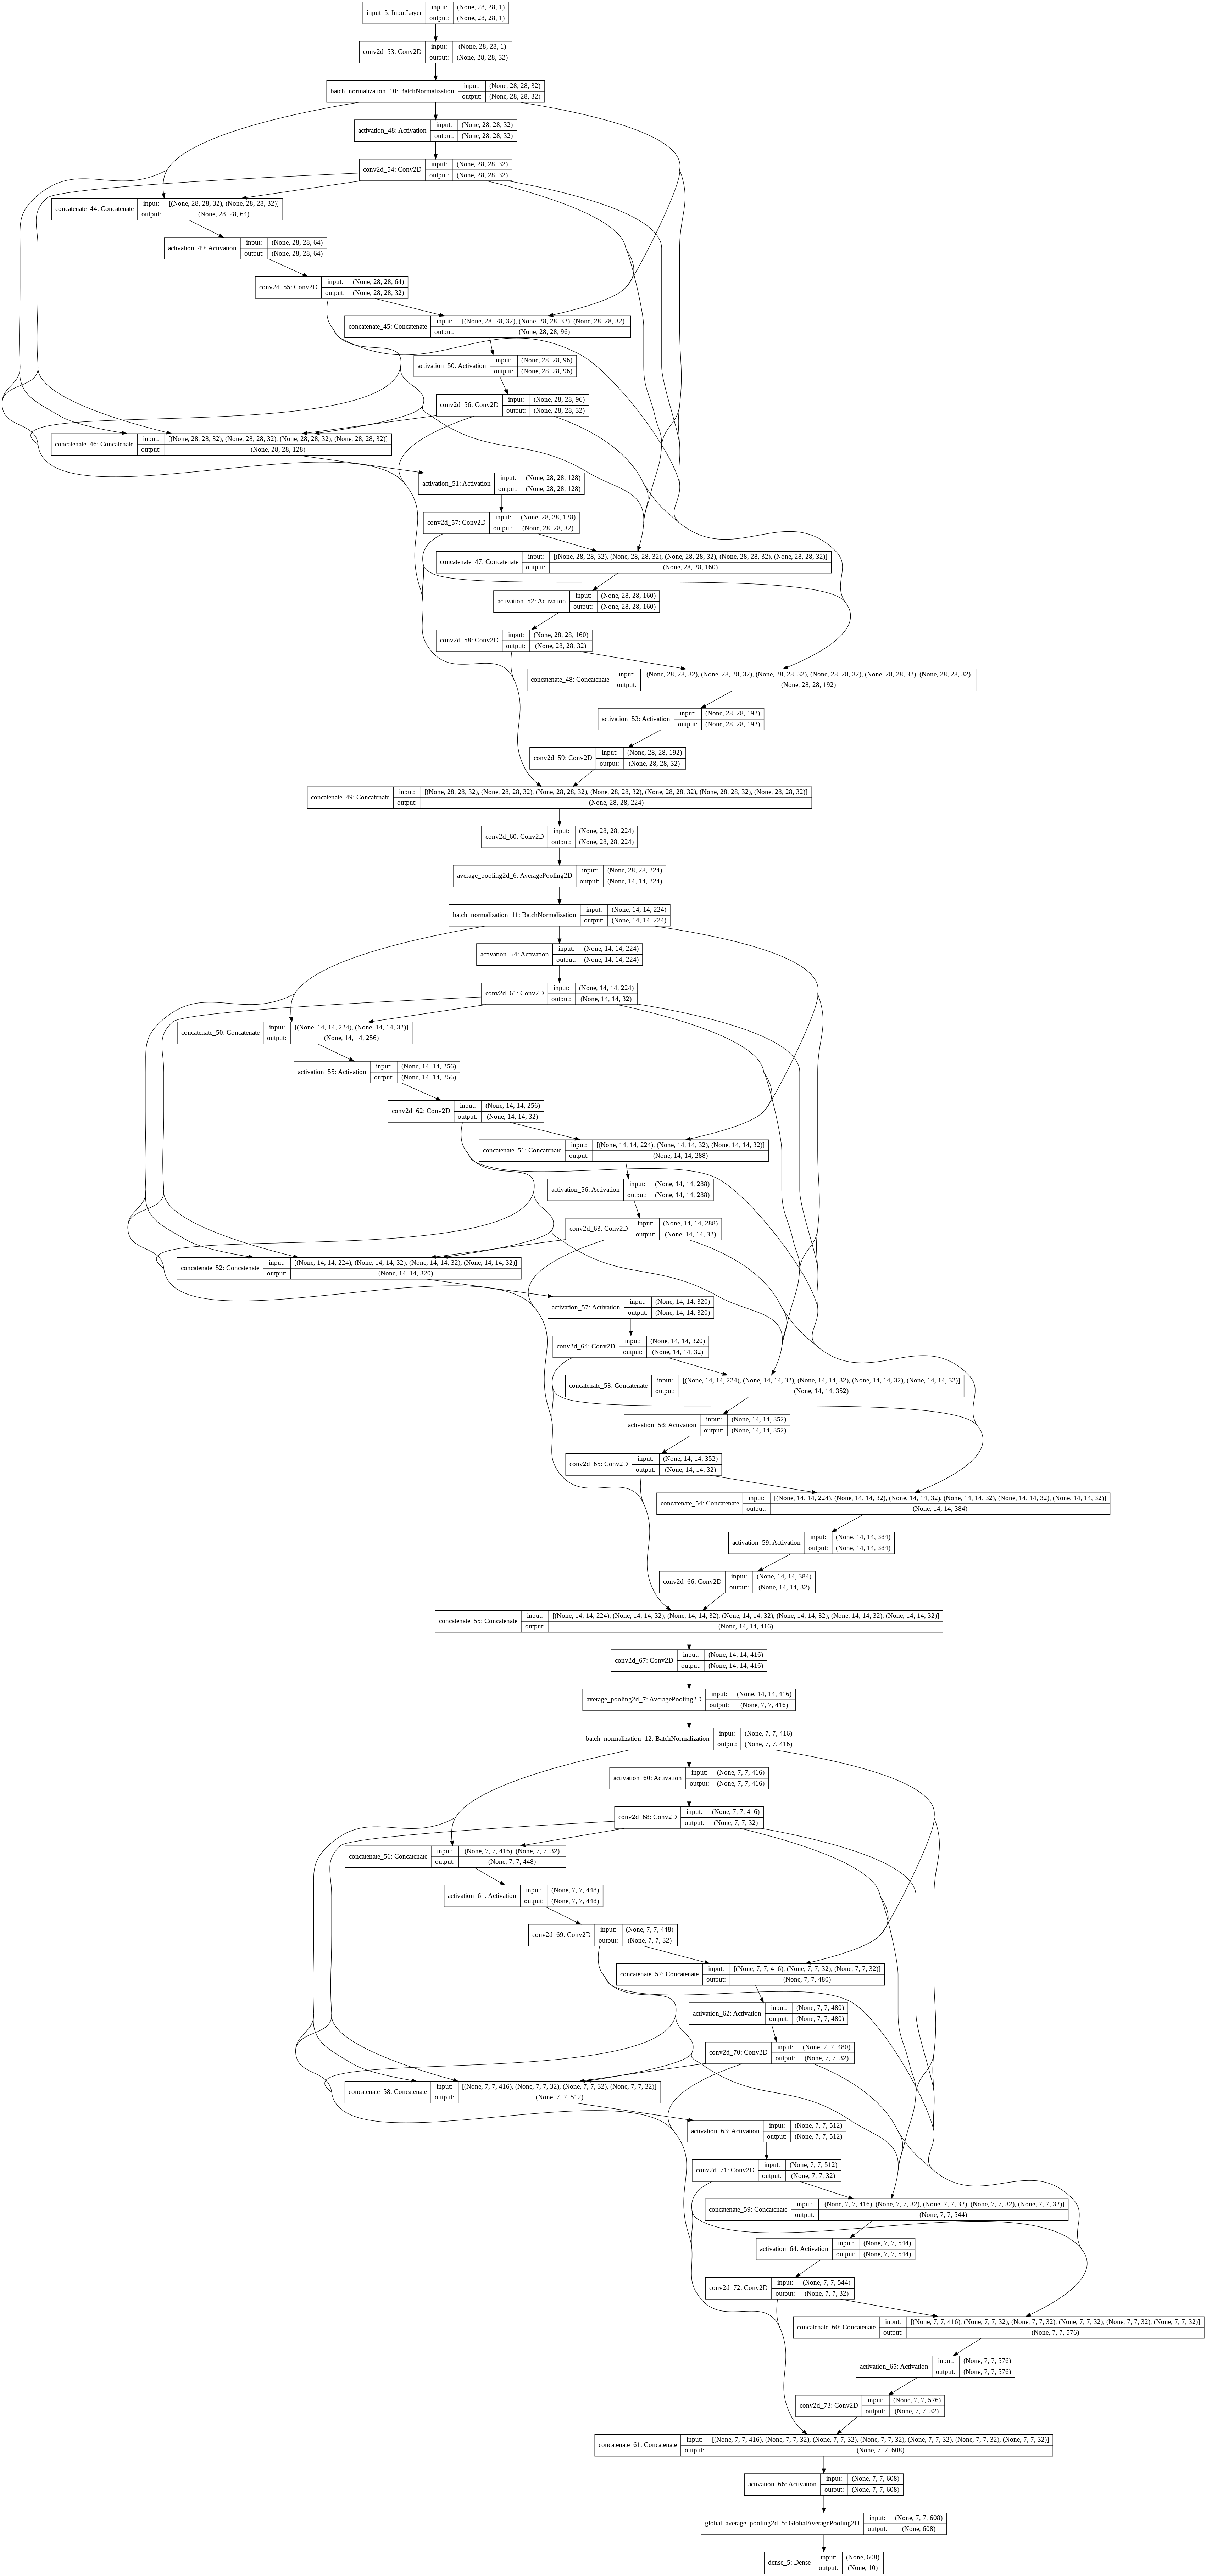 input_5: InputLayer
input: (None, 28, 28, 1)
output: (None, 28, 28, 1)
conv2d_53: Conv2D
input: (None, 28, 28, 1)
output: (None, 28, 28, 32)
batch_normalization_10: BatchNormalization
input: (None, 28, 28, 32)
output: (None, 28, 28, 32)
activation_48: Activation
input: (None, 28, 28, 32)
output: (None, 28, 28, 32)
conv2d_54: Conv2D
input: (None, 28, 28, 32)
output: (None, 28, 28, 32)
concatenate_44: Concatenate
input: [(None, 28, 28, 32), (None, 28, 28, 32)]
output: (None, 28, 28, 64)
activation_49: Activation
input: (None, 28, 28, 64)
output: (None, 28, 28, 64)
conv2d_55: Conv2D
input: (None, 28, 28, 64)
output: (None, 28, 28, 32)
concatenate_45: Concatenate
input: [(None, 28, 28, 32), (None, 28, 28, 32), (None, 28, 28, 32)]
output: (None, 28, 28, 96)
activation_50: Activation
input: (None, 28, 28, 96)
output: (None, 28, 28, 96)
conv2d_56: Conv2D
input: (None, 28, 28, 96)
output: (None, 28, 28, 32)
concatenate_46: Concatenate
input: [(None, 28, 28, 32), (None, 28, 28, 32), (None, 28, 28, 32), (None, 28, 28, 32)]
output: (None, 28, 28, 128)
activation_51: Activation
input: (None, 28, 28, 128)
output: (None, 28, 28, 128)
conv2d_57: Conv2D
input: (None, 28, 28, 128)
output: (None, 28, 28, 32)
concatenate_47: Concatenate
input: [(None, 28, 28, 32), (None, 28, 28, 32), (None, 28, 28, 32), (None, 28, 28, 32), (None, 28, 28, 32)]
output: (None, 28, 28, 160)
activation_52: Activation
input: (None, 28, 28, 160)
output: (None, 28, 28, 160)
conv2d_58: Conv2D
input: (None, 28, 28, 160)
output: (None, 28, 28, 32)
concatenate_48: Concatenate
input: [(None, 28, 28, 32), (None, 28, 28, 32), (None, 28, 28, 32), (None, 28, 28, 32), (None, 28, 28, 32), (None, 28, 28, 32)]
output: (None, 28, 28, 192)
activation_53: Activation
input: (None, 28, 28, 192)
output: (None, 28, 28, 192)
conv2d_59: Conv2D
input: (None, 28, 28, 192)
output: (None, 28, 28, 32)
concatenate_49: Concatenate
input: [(None, 28, 28, 32), (None, 28, 28, 32), (None, 28, 28, 32), (None, 28, 28, 32), (None, 28, 28, 32), (None, 28, 28, 32), (None, 28, 28, 32)]
output: (None, 28, 28, 224)
conv2d_60: Conv2D
input: (None, 28, 28, 224)
output: (None, 28, 28, 224)
average_pooling2d_6: AveragePooling2D
input: (None, 28, 28, 224)
output: (None, 14, 14, 224)
batch_normalization_11: BatchNormalization
input: (None, 14, 14, 224)
output: (None, 14, 14, 224)
activation_54: Activation
input: (None, 14, 14, 224)
output: (None, 14, 14, 224)
conv2d_61: Conv2D
input: (None, 14, 14, 224)
output: (None, 14, 14, 32)
concatenate_50: Concatenate
input: [(None, 14, 14, 224), (None, 14, 14, 32)]
output: (None, 14, 14, 256)
activation_55: Activation
input: (None, 14, 14, 256)
output: (None, 14, 14, 256)
conv2d_62: Conv2D
input: (None, 14, 14, 256)
output: (None, 14, 14, 32)
concatenate_51: Concatenate
input: [(None, 14, 14, 224), (None, 14, 14, 32), (None, 14, 14, 32)]
output: (None, 14, 14, 288)
activation_56: Activation
input: (None, 14, 14, 288)
output: (None, 14, 14, 288)
conv2d_63: Conv2D
input: (None, 14, 14, 288)
output: (None, 14, 14, 32)
concatenate_52: Concatenate
input: [(None, 14, 14, 224), (None, 14, 14, 32), (None, 14, 14, 32), (None, 14, 14, 32)]
output: (None, 14, 14, 320)
activation_57: Activation
input: (None, 14, 14, 320)
output: (None, 14, 14, 320)
conv2d_64: Conv2D
input: (None, 14, 14, 320)
output: (None, 14, 14, 32)
concatenate_53: Concatenate
input: [(None, 14, 14, 224), (None, 14, 14, 32), (None, 14, 14, 32), (None, 14, 14, 32), (None, 14, 14, 32)]
output: (None, 14, 14, 352)
activation_58: Activation
input: (None, 14, 14, 352)
output: (None, 14, 14, 352)
conv2d_65: Conv2D
input: (None, 14, 14, 352)
output: (None, 14, 14, 32)
concatenate_54: Concatenate
input: [(None, 14, 14, 224), (None, 14, 14, 32), (None, 14, 14, 32), (None, 14, 14, 32), (None, 14, 14, 32), (None, 14, 14, 32)]
output: (None, 14, 14, 384)
activation_59: Activation
input: (None, 14, 14, 384)
output: (None, 14, 14, 384)
conv2d_66: Conv2D
input: (None, 14, 14, 384)
output: (None, 14, 14, 32)
concatenate_55: Concatenate
input: [(None, 14, 14, 224), (None, 14, 14, 32), (None, 14, 14, 32), (None, 14, 14, 32), (None, 14, 14, 32), (None, 14, 14, 32), (None, 14, 14, 32)]
output: (None, 14, 14, 416)
conv2d_67: Conv2D
input: (None, 14, 14, 416)
output: (None, 14, 14, 416)
average_pooling2d_7: AveragePooling2D
input: (None, 14, 14, 416)
output: (None, 7, 7, 416)
batch_normalization_12: BatchNormalization
input: (None, 7, 7, 416)
output: (None, 7, 7, 416)
activation_60: Activation
input: (None, 7, 7, 416)
output: (None, 7, 7, 416)
conv2d_68: Conv2D
input: (None, 7, 7, 416)
output: (None, 7, 7, 32)
concatenate_56: Concatenate
input: [(None, 7, 7, 416), (None, 7, 7, 32)]
output: (None, 7, 7, 448)
activation_61: Activation
input: (None, 7, 7, 448)
output: (None, 7, 7, 448)
conv2d_69: Conv2D
input: (None, 7, 7, 448)
output: (None, 7, 7, 32)
concatenate_57: Concatenate
input: [(None, 7, 7, 416), (None, 7, 7, 32), (None, 7, 7, 32)]
output: (None, 7, 7, 480)
activation_62: Activation
input: (None, 7, 7, 480)
output: (None, 7, 7, 480)
conv2d_70: Conv2D
input: (None, 7, 7, 480)
output: (None, 7, 7, 32)
concatenate_58: Concatenate
input: [(None, 7, 7, 416), (None, 7, 7, 32), (None, 7, 7, 32), (None, 7, 7, 32)]
output: (None, 7, 7, 512)
activation_63: Activation
input: (None, 7, 7, 512)
output: (None, 7, 7, 512)
conv2d_71: Conv2D
input: (None, 7, 7, 512)
output: (None, 7, 7, 32)
concatenate_59: Concatenate
input: [(None, 7, 7, 416), (None, 7, 7, 32), (None, 7, 7, 32), (None, 7, 7, 32), (None, 7, 7, 32)]
output: (None, 7, 7, 544)
activation_64: Activation
input: (None, 7, 7, 544)
output: (None, 7, 7, 544)
conv2d_72: Conv2D
input: (None, 7, 7, 544)
output: (None, 7, 7, 32)
concatenate_60: Concatenate
input: [(None, 7, 7, 416), (None, 7, 7, 32), (None, 7, 7, 32), (None, 7, 7, 32), (None, 7, 7, 32), (None, 7, 7, 32)]
output: (None, 7, 7, 576)
activation_65: Activation
input: (None, 7, 7, 576)
output: (None, 7, 7, 576)
conv2d_73: Conv2D
input: (None, 7, 7, 576)
output: (None, 7, 7, 32)
concatenate_61: Concatenate
input: [(None, 7, 7, 416), (None, 7, 7, 32), (None, 7, 7, 32), (None, 7, 7, 32), (None, 7, 7, 32), (None, 7, 7, 32), (None, 7, 7, 32)]
output: (None, 7, 7, 608)
activation_66: Activation
input: (None, 7, 7, 608)
output: (None, 7, 7, 608)
global_average_pooling2d_5: GlobalAveragePooling2D
input: (None, 7, 7, 608)
output: (None, 608)
dense_5: Dense
input: (None, 608)
output: (None, 10)